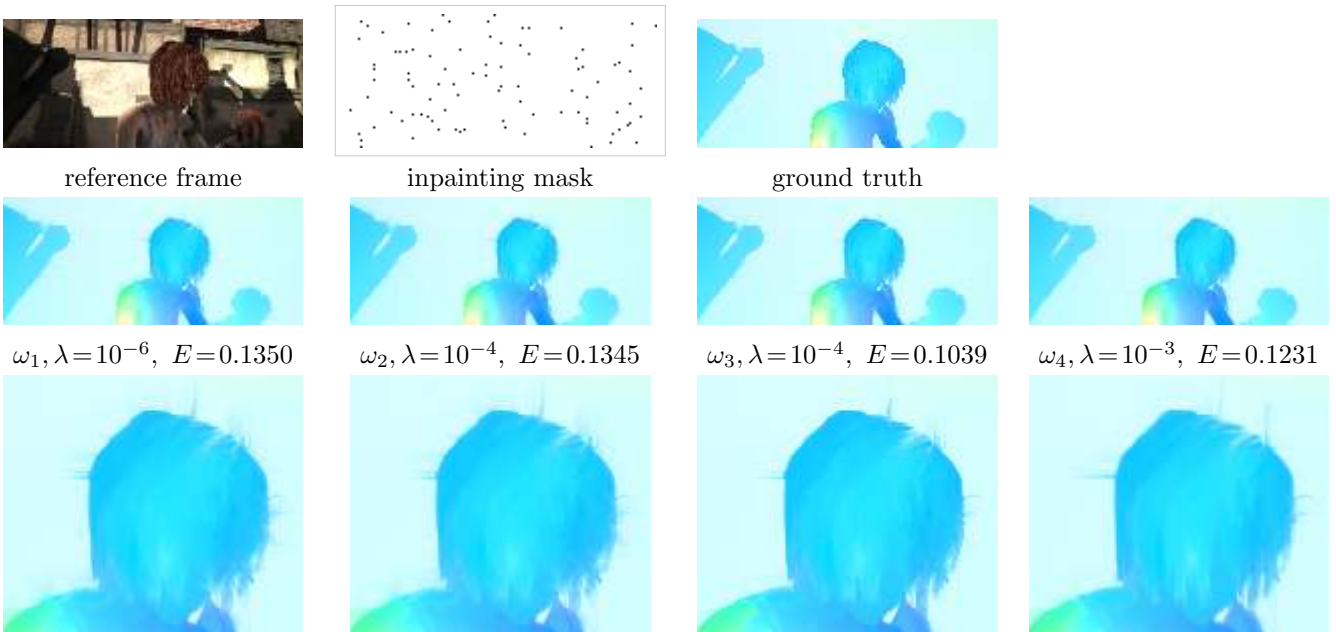 reference frame
inpainting mask
ground truth
ω₁, λ=10⁻⁶, E=0.1350
ω₂, λ=10⁻⁴, E=0.1345
ω₃, λ=10⁻⁴, E=0.1039
ω₄, λ=10⁻³, E=0.1231